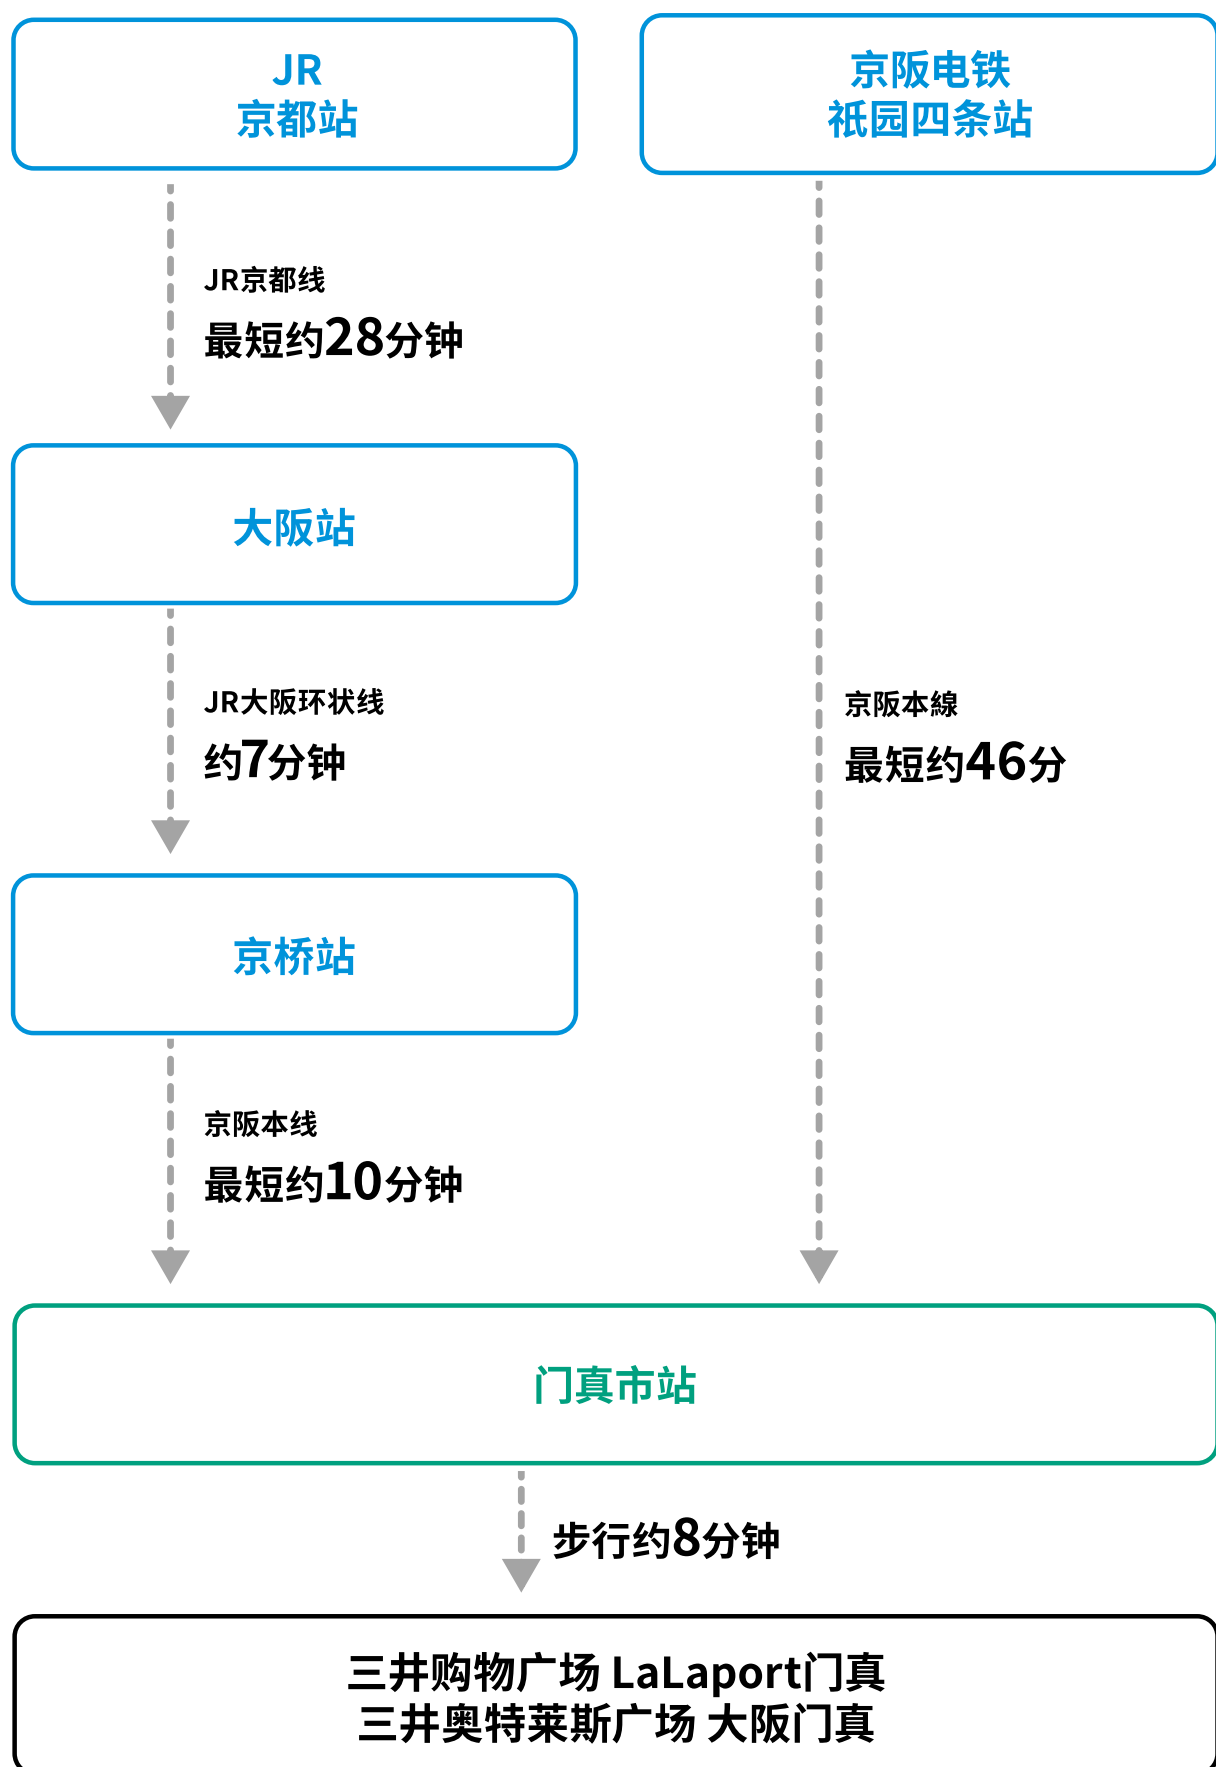 JR
京都站
京阪电铁
祇园四条站
JR京都线
最短约28分钟
大阪站
JR大阪环状线
约7分钟
京阪本線
最短约46分
京桥站
京阪本线
最短约10分钟
门真市站
步行约8分钟
三井购物广场 LaLaport门真
三井奥特莱斯广场 大阪门真